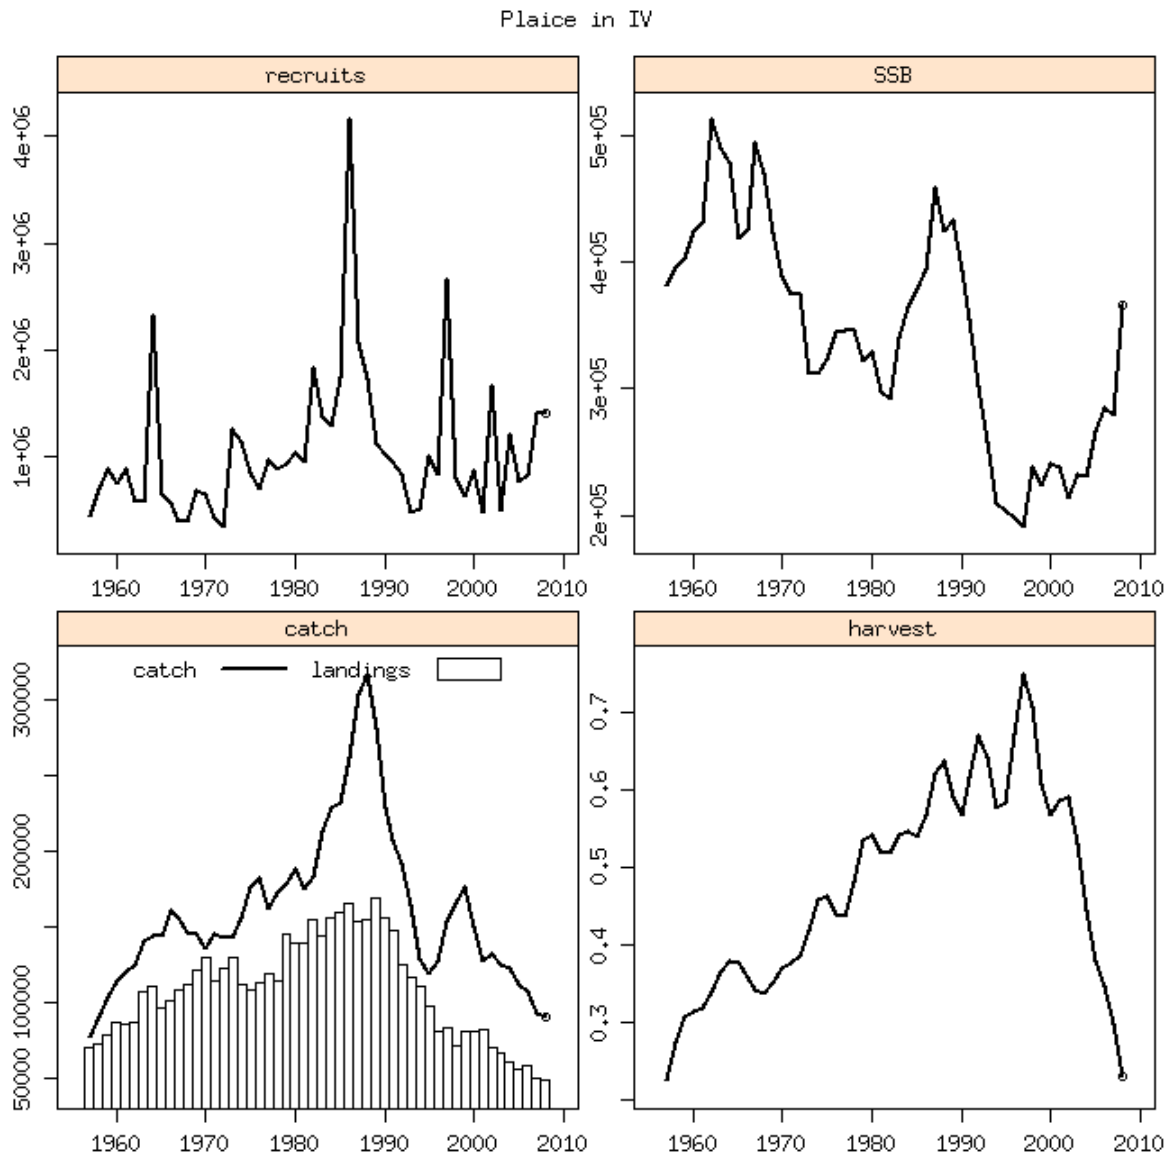 Plaice in IV
recruits
4e+06
3e+06
2e+06
1e+06
1960 1970 1980 1990 2000 2010
SSB
5e+05
4e+05
3e+05
2e+05
1960 1970 1980 1990 2000 2010
catch
catch landings
300000
200000
100000
50000
1960 1970 1980 1990 2000 2010
harvest
0.7
0.6
0.5
0.4
0.3
1960 1970 1980 1990 2000 2010